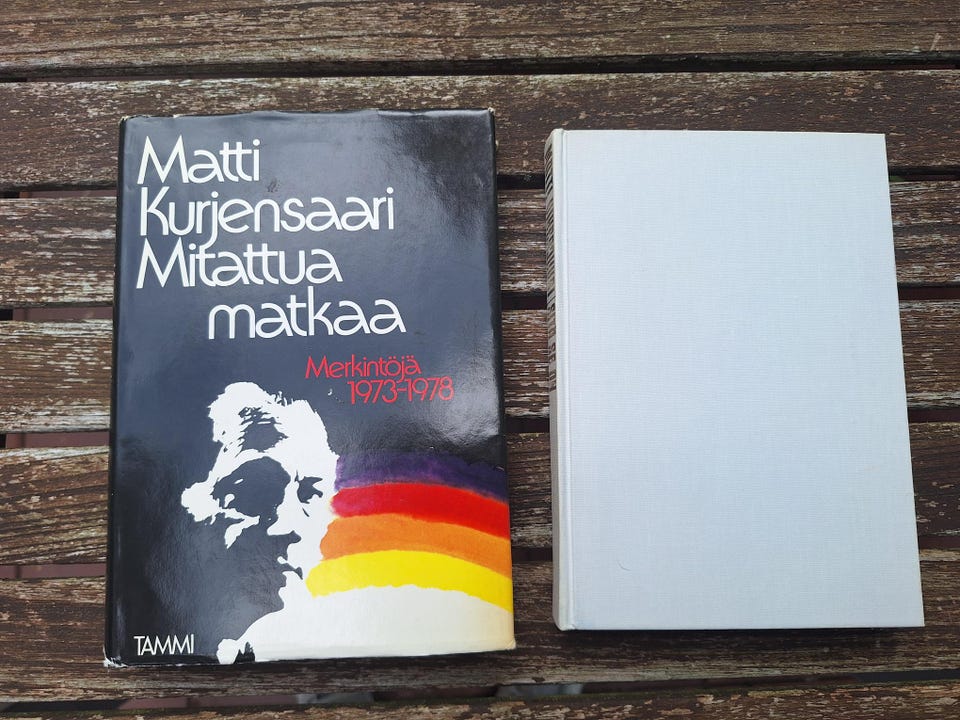 Matti
Kurjensaari
Mitattua
matkaa
Merkintöjä
1973-1978
TAMMI